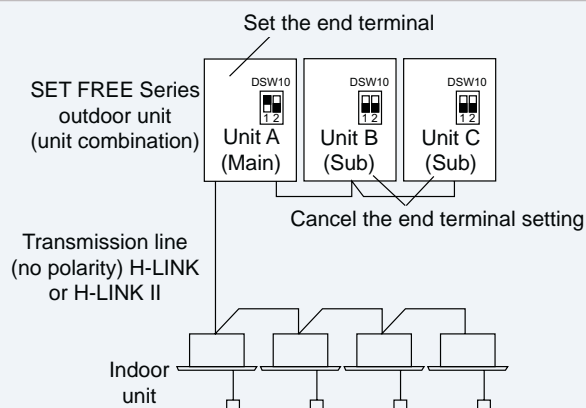 Set the end terminal
SET FREE Series
outdoor unit
(unit combination)
DSW10
1 2
Unit A
(Main)
DSW10
1 2
Unit B
(Sub)
DSW10
1 2
Unit C
(Sub)
Cancel the end terminal setting
Transmission line
(no polarity) H-LINK
or H-LINK II
Indoor
unit